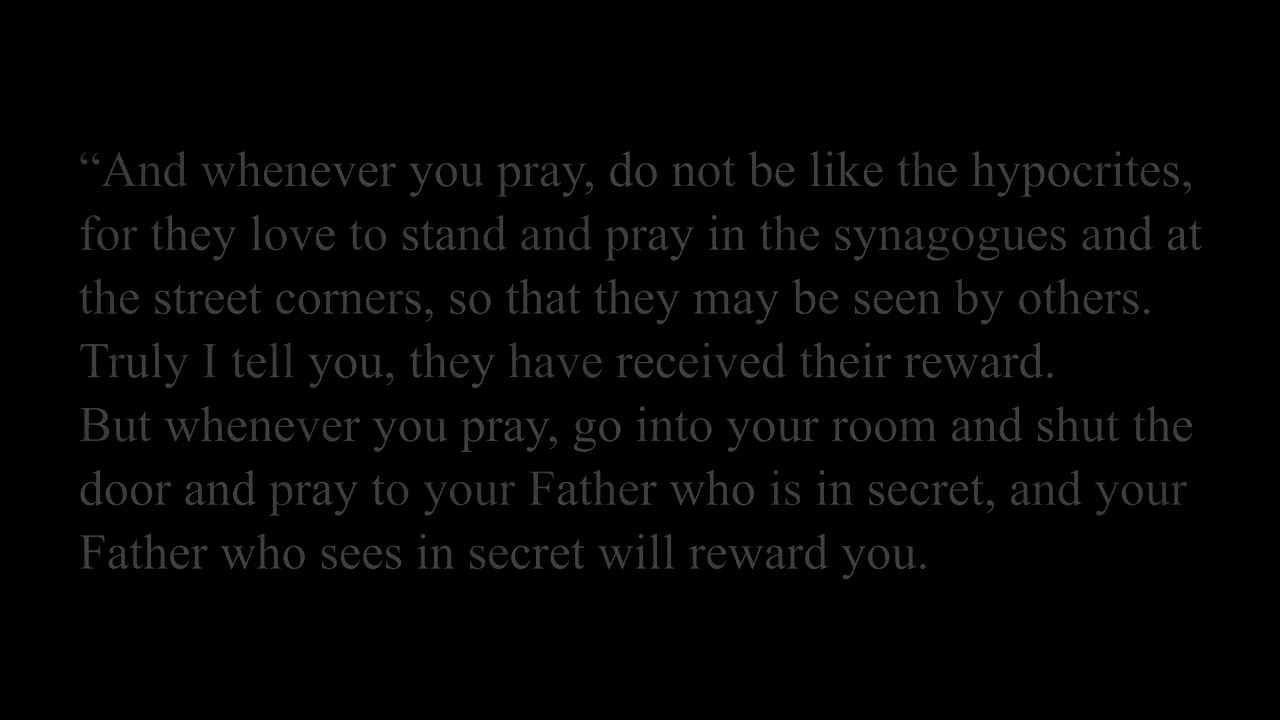 “And whenever you pray, do not be like the hypocrites,
for they love to stand and pray in the synagogues and at
the street corners, so that they may be seen by others.
Truly I tell you, they have received their reward.
But whenever you pray, go into your room and shut the
door and pray to your Father who is in secret, and your
Father who sees in secret will reward you.